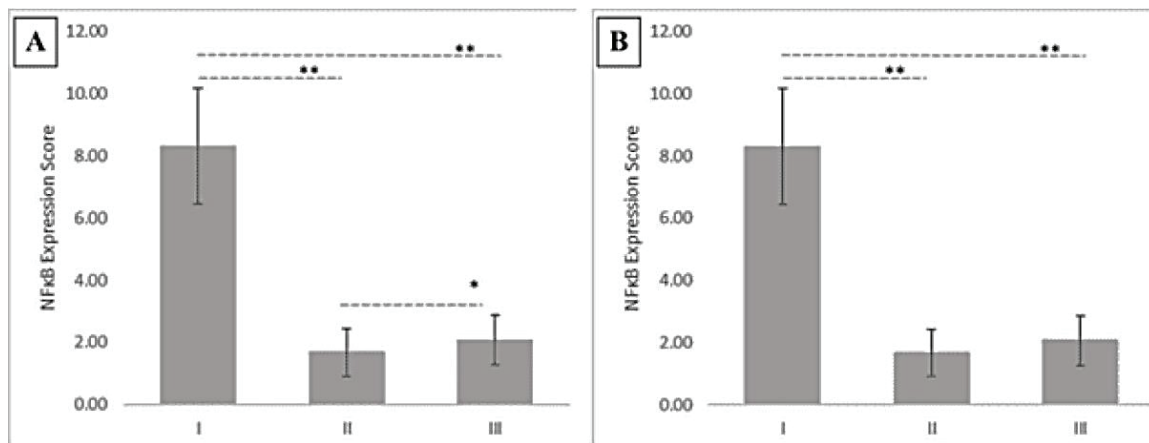 A
NFκB Expression Score
12.00
10.00
8.00
6.00
4.00
2.00
0.00
**
**
*
I
II
III
B
NFκB Expression Score
12.00
10.00
8.00
6.00
4.00
2.00
0.00
**
**
I
II
III